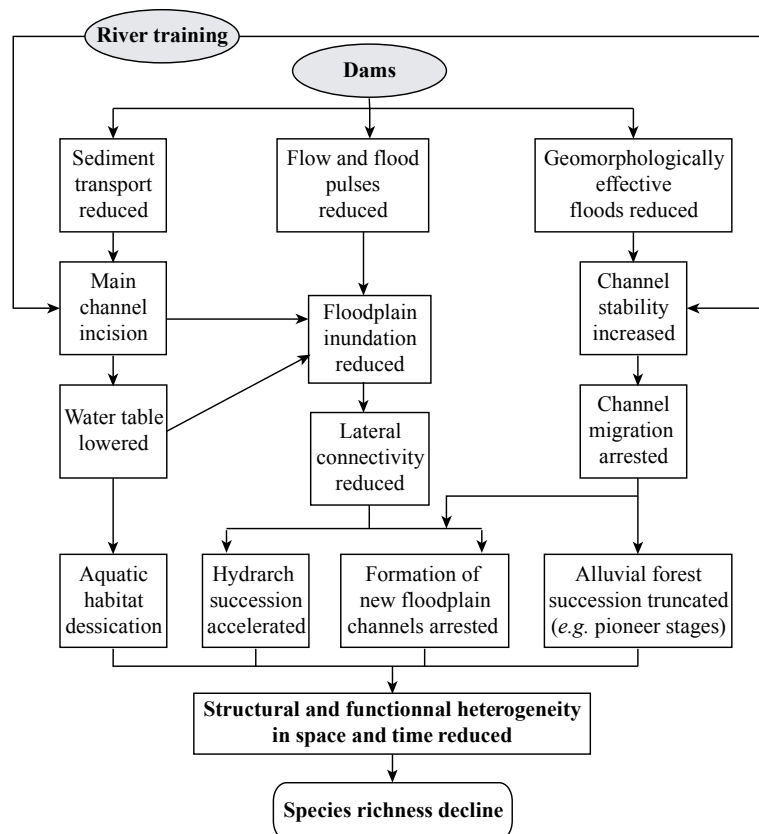 River training
Dams
Sediment
transport
reduced
Flow and flood
pulses
reduced
Geomorphologically
effective
floods reduced
Main
channel
incision
Floodplain
inundation
reduced
Channel
stability
increased
Water table
lowered
Lateral
connectivity
reduced
Channel
migration
arrested
Aquatic
habitat
dessication
Hydrarch
succession
accelerated
Formation of
new floodplain
channels arrested
Alluvial forest
succession truncated
(e.g. pioneer stages)
Structural and functionnal heterogeneity
in space and time reduced
Species richness decline